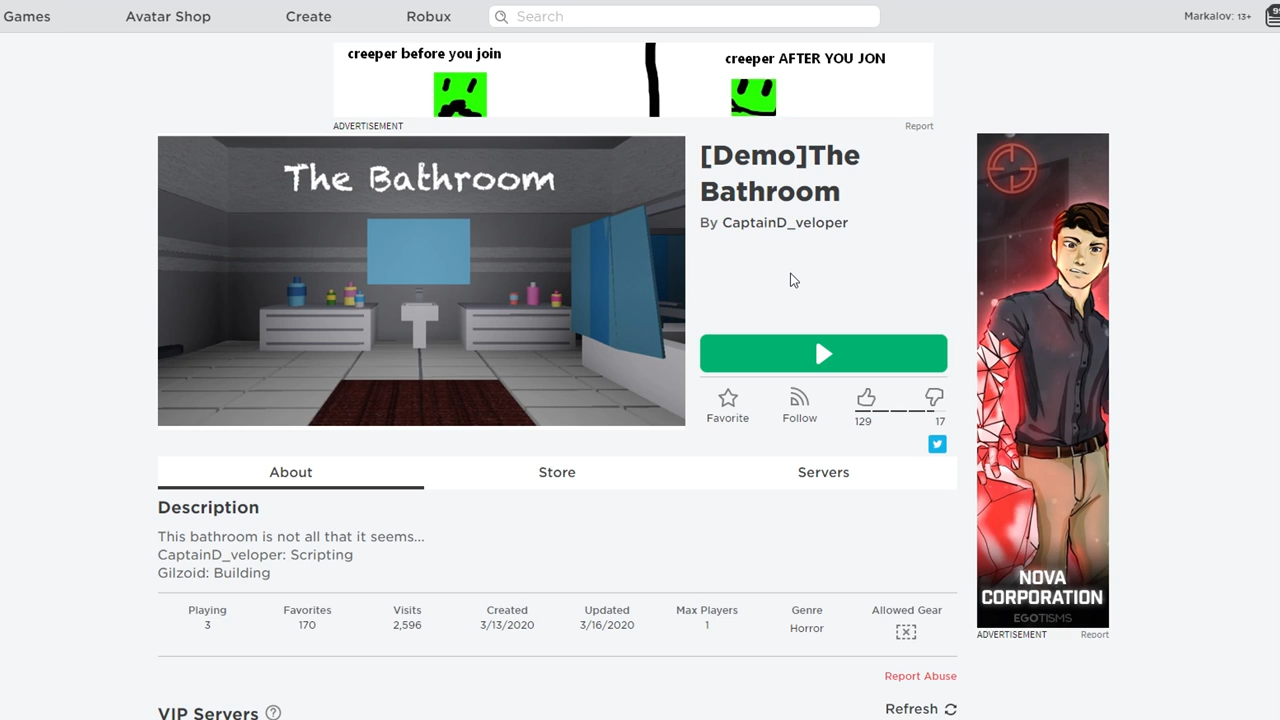 Games Avatar Shop Create Robux Search Markalov: 13+
creeper before you join creeper AFTER YOU JON
ADVERTISEMENT Report
The Bathroom
[Demo]The
Bathroom
By CaptainD_veloper
Favorite Follow 129 17
About Store Servers
Description
This bathroom is not all that it seems...
CaptainD_veloper: Scripting
Gilzoid: Building
Playing Favorites Visits Created Updated Max Players Genre Allowed Gear
3 170 2,596 3/13/2020 3/16/2020 1 Horror
Report Abuse
VIP Servers Refresh
NOVA
CORPORATION
EGOTISMS
ADVERTISEMENT Report